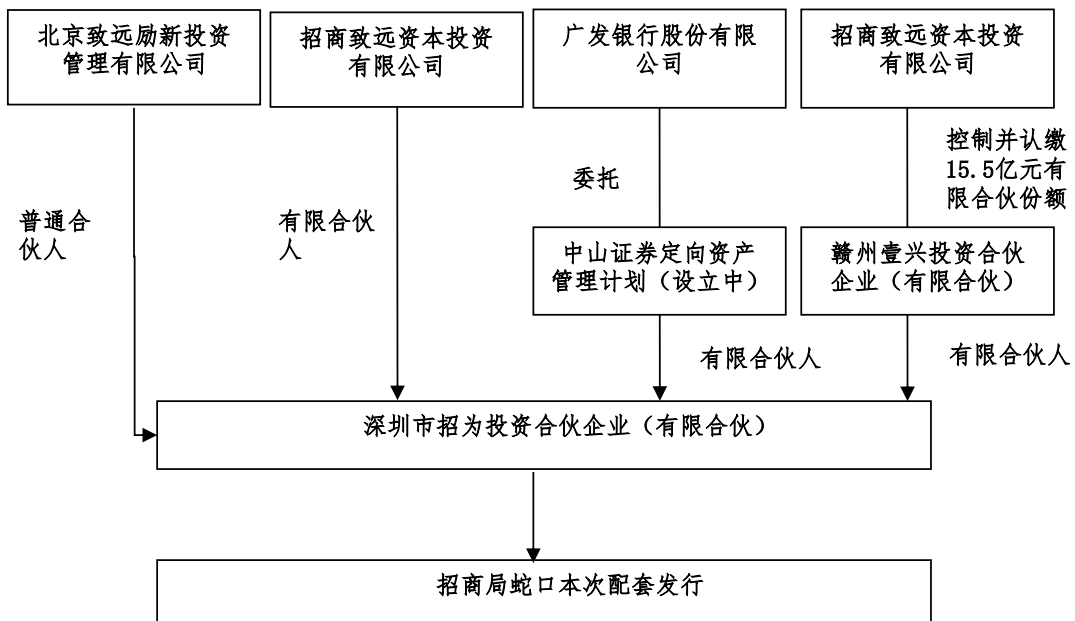 北京致远励新投资
管理有限公司
招商致远资本投资
有限公司
广发银行股份有限
公司
招商致远资本投资
有限公司
普通合
伙人
有限合伙
人
委托
控制并认缴
15.5亿元有
限合伙份额
中山证券定向资产
管理计划（设立中）
赣州壹兴投资合伙
企业（有限合伙）
有限合伙人
有限合伙人
深圳市招为投资合伙企业（有限合伙）
招商局蛇口本次配套发行